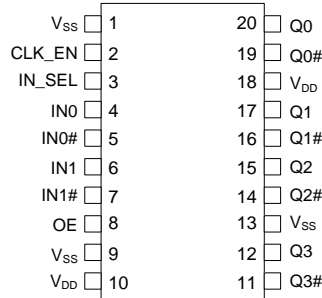 VSS 1 20 Q0
CLK_EN 2 19 Q0#
IN_SEL 3 18 VDD
IN0 4 17 Q1
IN0# 5 16 Q1#
IN1 6 15 Q2
IN1# 7 14 Q2#
OE 8 13 VSS
VSS 9 12 Q3
VDD 10 11 Q3#